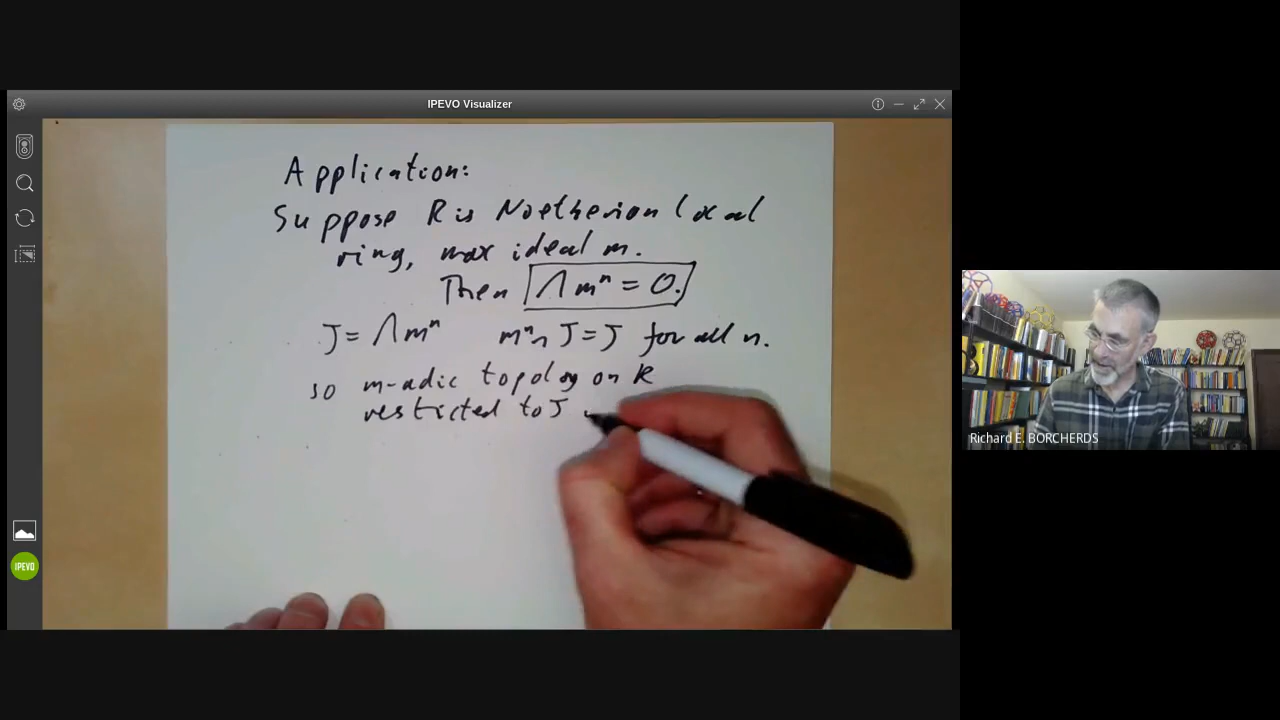 IPEVO Visualizer
Application:
Suppose R is Noetherian local
ring, max ideal m.
Then ⋂ mⁿ = 0.
J = ⋂ mⁿ mⁿ ∩ J = J for all n.
so m-adic topology on R
restricted to J
IPEVO
Richard E. BORCHERDS